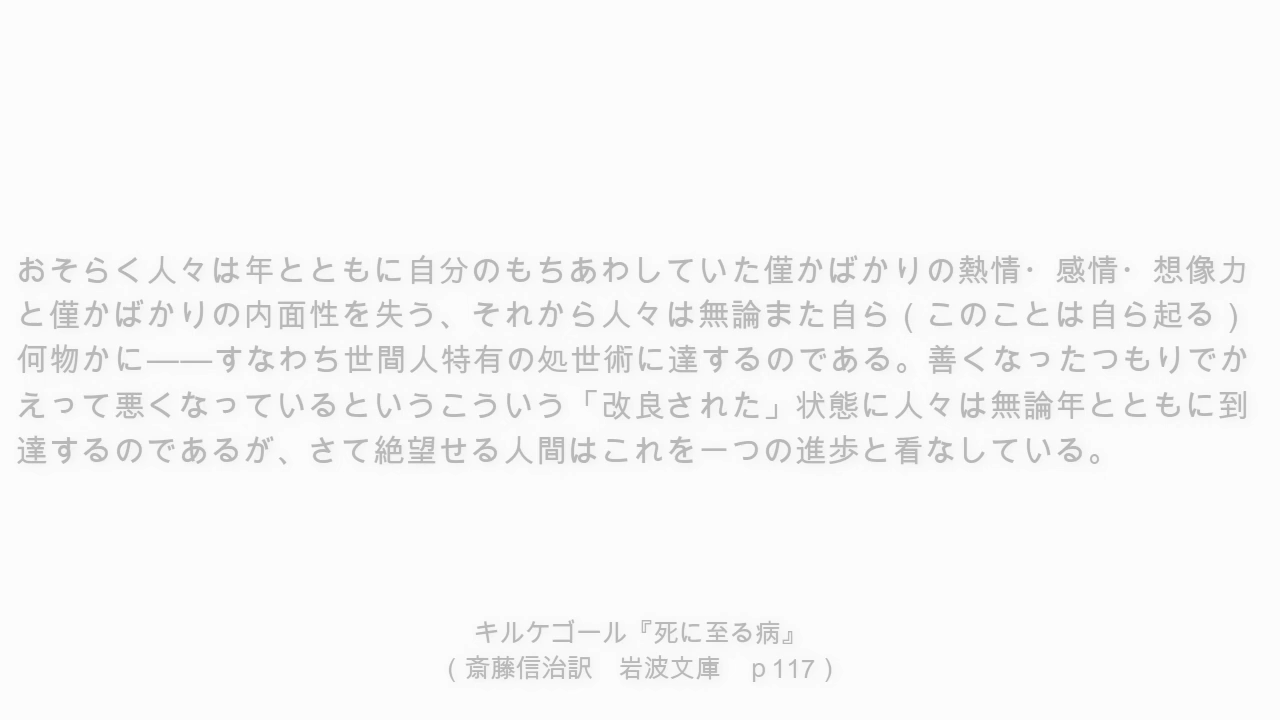 おそらく人々は年とともに自分のもちあわしていた僅かばかりの熱情・感情・想像力
と僅かばかりの内面性を失う、それから人々は無論また自ら（このことは自ら起る）
何物かに――すなわち世間人特有の処世術に達するのである。善くなったつもりでか
えって悪くなっているというこういう「改良された」状態に人々は無論年とともに到
達するのであるが、さて絶望せる人間はこれを一つの進歩と看なしている。
キルケゴール『死に至る病』
（斎藤信治訳　岩波文庫　ｐ117）